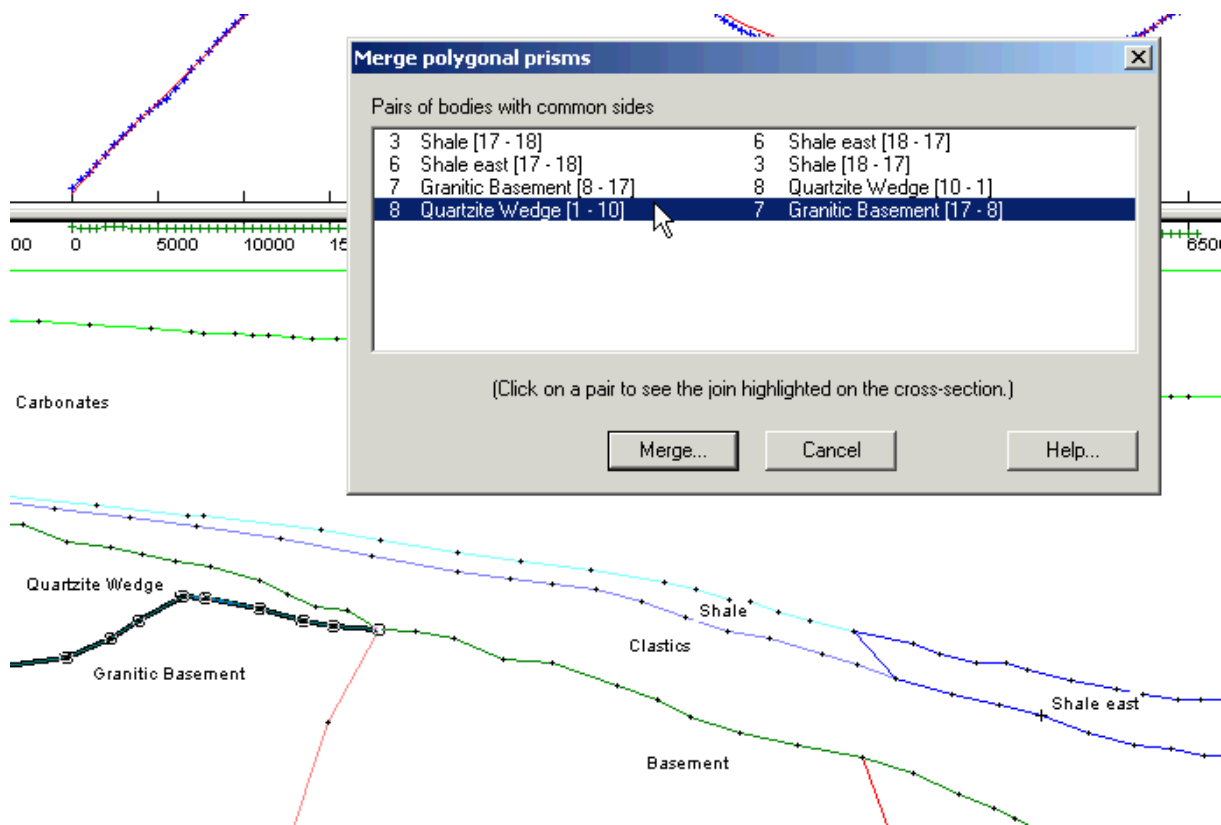 Merge polygonal prisms
Pairs of bodies with common sides
3 Shale [17 - 18] 6 Shale east [18 - 17]
6 Shale east [17 - 18] 3 Shale [18 - 17]
7 Granitic Basement [8 - 17] 8 Quartzite Wedge [10 - 1]
8 Quartzite Wedge [1 - 10] 7 Granitic Basement [17 - 8]
00 0 5000 10000 15 6500
(Click on a pair to see the join highlighted on the cross-section.)
Carbonates
Merge... Cancel Help...
Quartzite Wedge
Shale
Clastics
Granitic Basement
Shale east
Basement